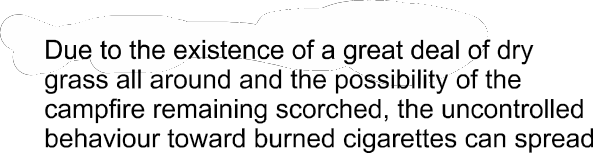 Due to the existence of a great deal of dry
grass all around and the possibility of the
campfire remaining scorched, the uncontrolled
behaviour toward burned cigarettes can spread